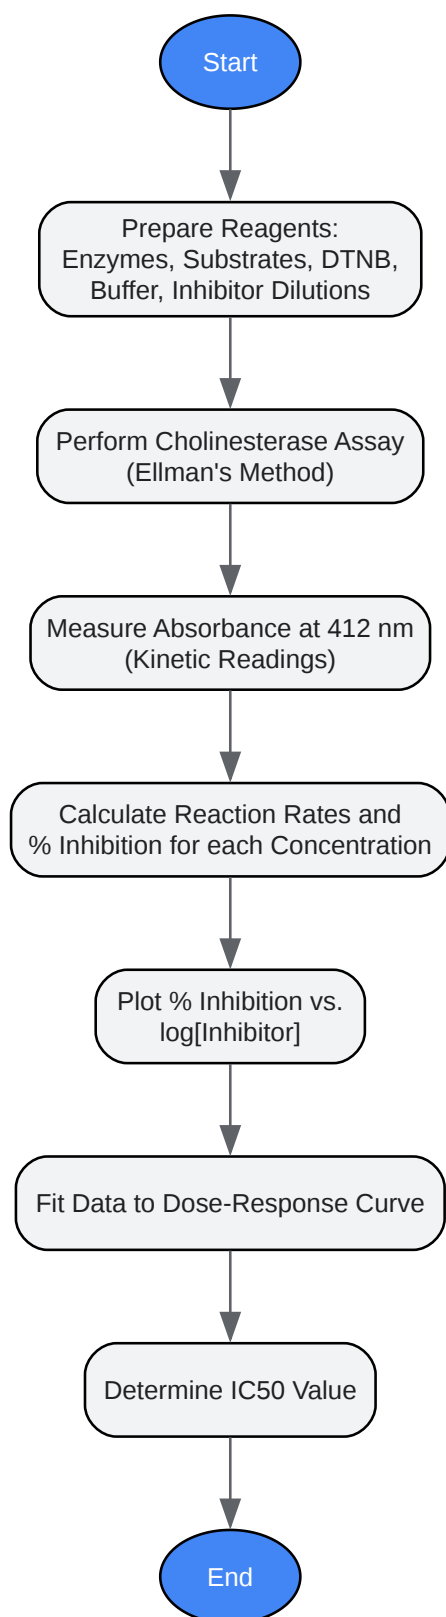 Start
Prepare Reagents:
Enzymes, Substrates, DTNB,
Buffer, Inhibitor Dilutions
Perform Cholinesterase Assay
(Ellman's Method)
Measure Absorbance at 412 nm
(Kinetic Readings)
Calculate Reaction Rates and
% Inhibition for each Concentration
Plot % Inhibition vs.
log[Inhibitor]
Fit Data to Dose-Response Curve
Determine IC50 Value
End